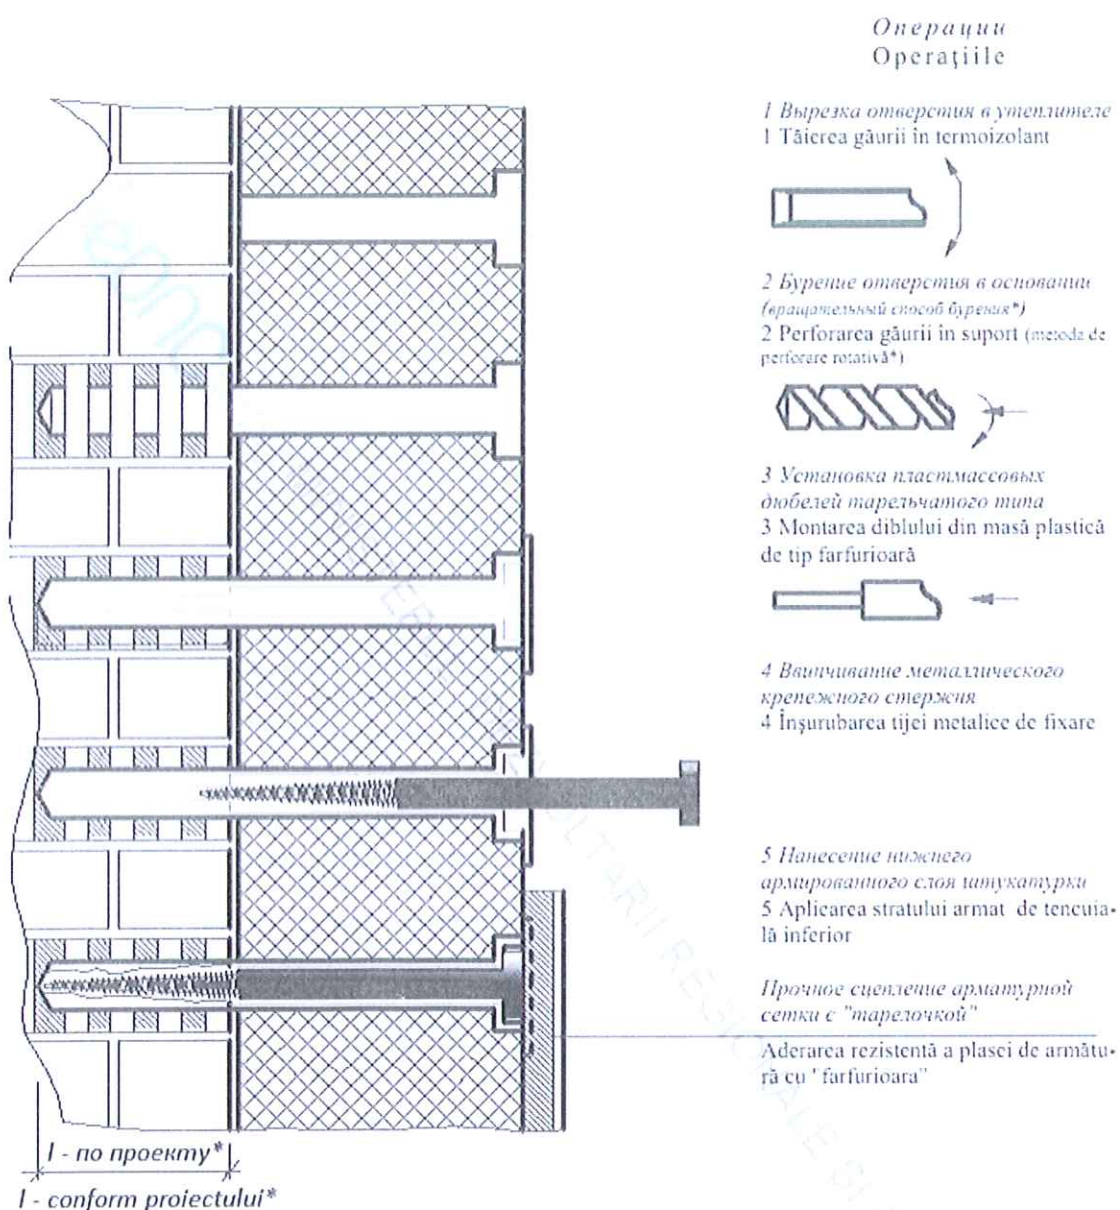 Операции
Operaţiile
1 Вырезка отверстия в утеплителе
1 Tăierea găurii în termoizolant
2 Бурение отверстия в основании
(вращательный способ бурения*)
2 Perforarea găurii în suport (metoda de
perforare rotativă*)
3 Установка пластмассовых
дюбелей тарельчатого типа
3 Montarea diblului din masă plastică
de tip farfurioară
4 Ввинчивание металлического
крепежного стержня
4 Înşurubarea tijei metalice de fixare
5 Нанесение нижнего
армированного слоя штукатурки
5 Aplicarea stratului armat de tencuia-
lă inferior
Прочное сцепление арматурной
сетки с "тарелочкой"
Aderarea rezistentă a plasei de armătu-
ră cu "farfurioara"
l - по проекту*
l - conform proiectului*